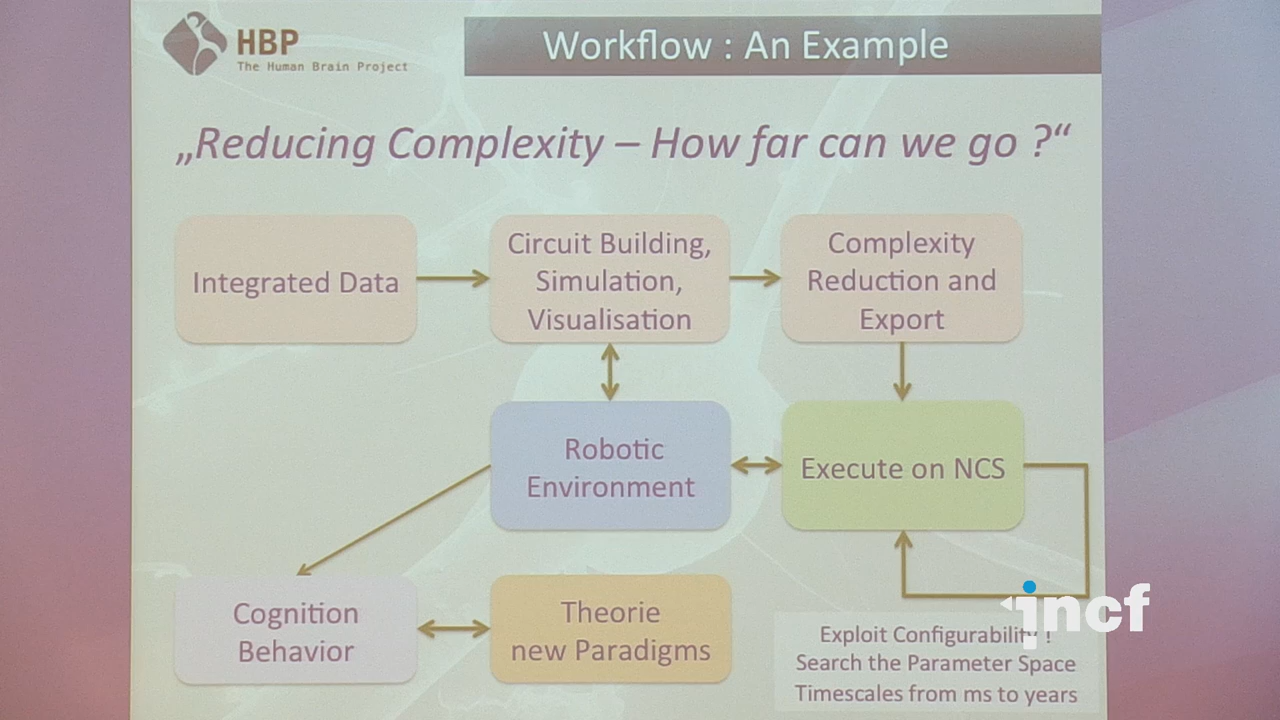 HBP
The Human Brain Project
Workflow : An Example
„Reducing Complexity – How far can we go ?“
Integrated Data
Circuit Building,
Simulation,
Visualisation
Complexity
Reduction and
Export
Robotic
Environment
Execute on NCS
Cognition
Behavior
Theorie
new Paradigms
Exploit Configurability !
Search the Parameter Space
Timescales from ms to years
incf